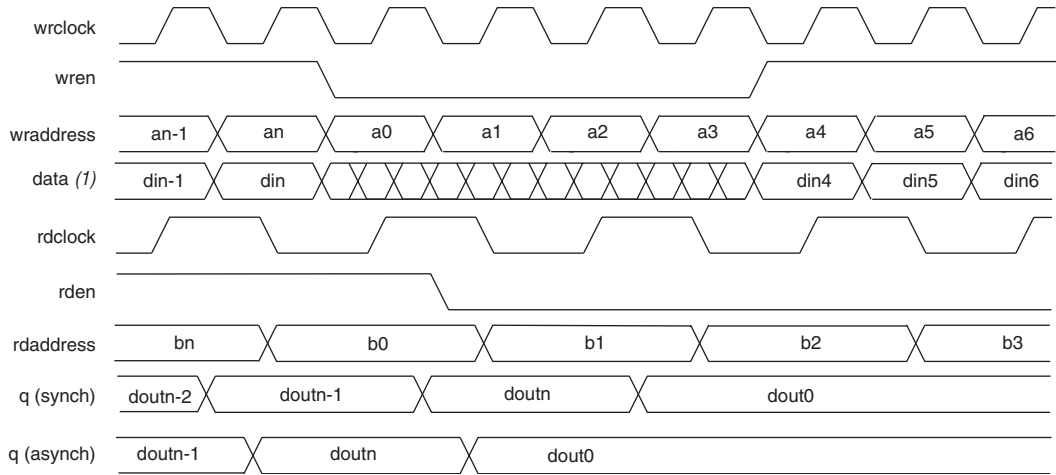 wrclock
wren
wraddress an-1 an a0 a1 a2 a3 a4 a5 a6
data (1) din-1 din din4 din5 din6
rdclock
rden
rdaddress bn b0 b1 b2 b3
q (synch) doutn-2 doutn-1 doutn dout0
q (asynch) doutn-1 doutn dout0